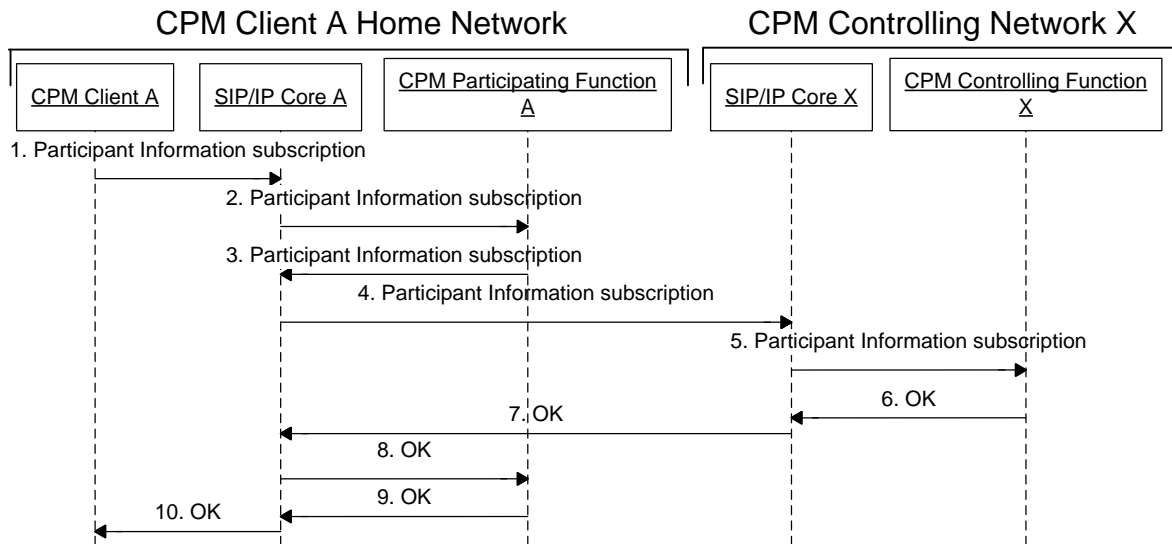 CPM Client A Home Network
CPM Controlling Network X
CPM Client A
SIP/IP Core A
CPM Participating Function
A
SIP/IP Core X
CPM Controlling Function
X
1. Participant Information subscription
2. Participant Information subscription
3. Participant Information subscription
4. Participant Information subscription
5. Participant Information subscription
6. OK
7. OK
8. OK
9. OK
10. OK